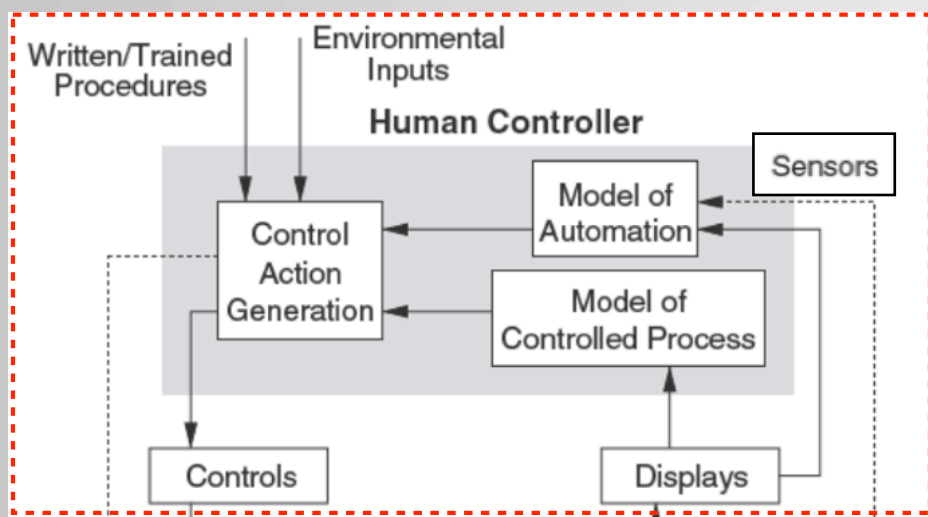 Written/Trained
Procedures
Environmental
Inputs
Human Controller
Sensors
Control
Action
Generation
Model of
Automation
Model of
Controlled Process
Controls
Displays